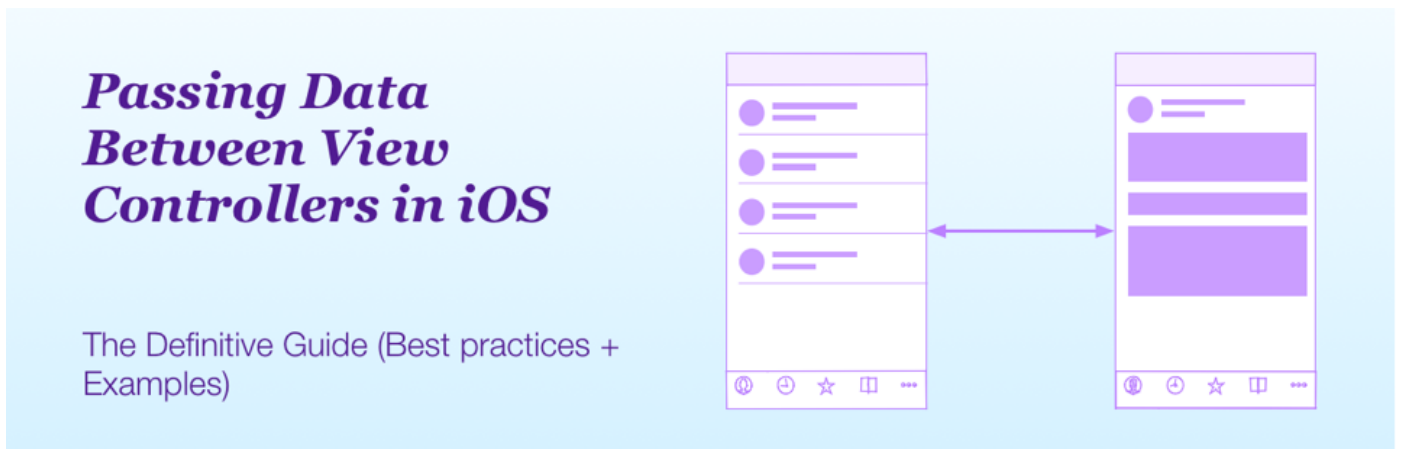 Passing Data
Between View
Controllers in iOS
The Definitive Guide (Best practices +
Examples)